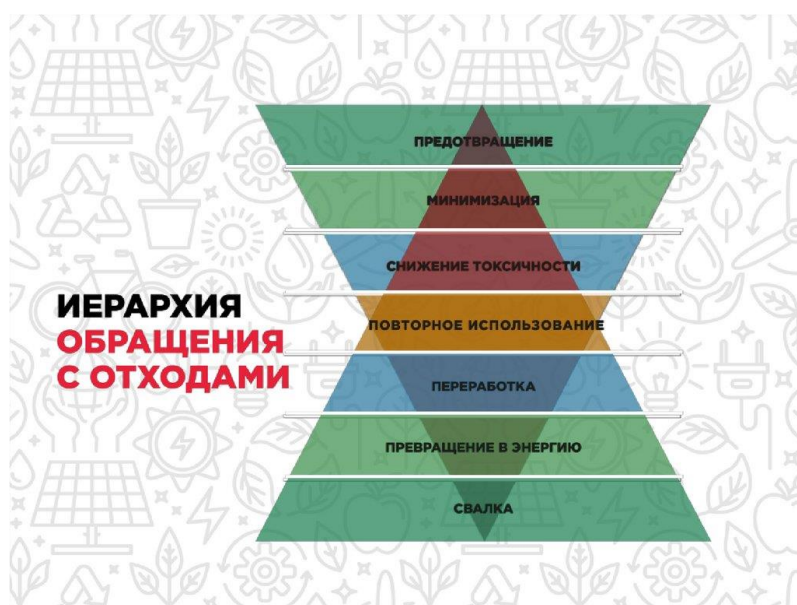 ПРЕДОТВРАЩЕНИЕ
МИНИМИЗАЦИЯ
СНИЖЕНИЕ ТОКСИЧНОСТИ
ИЕРАРХИЯ
ОБРАЩЕНИЯ
С ОТХОДАМИ
ПОВТОРНОЕ ИСПОЛЬЗОВАНИЕ
ПЕРЕРАБОТКА
ПРЕВРАЩЕНИЕ В ЭНЕРГИЮ
СВАЛКА